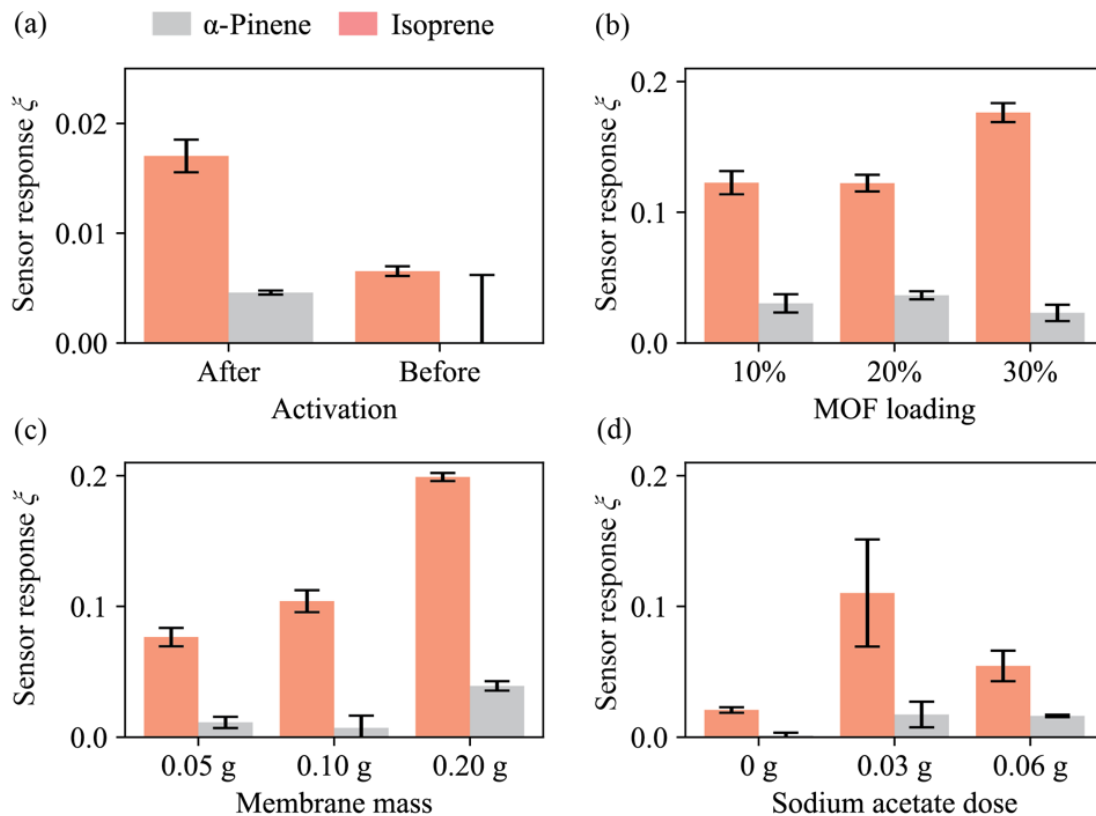 (a)
α-Pinene
Isoprene
Sensor response ξ
0.02
0.01
0.00
After
Before
Activation
(b)
Sensor response ξ
0.2
0.1
0.0
10%
20%
30%
MOF loading
(c)
Sensor response ξ
0.2
0.1
0.0
0.05 g
0.10 g
0.20 g
Membrane mass
(d)
Sensor response ξ
0.2
0.1
0.0
0 g
0.03 g
0.06 g
Sodium acetate dose